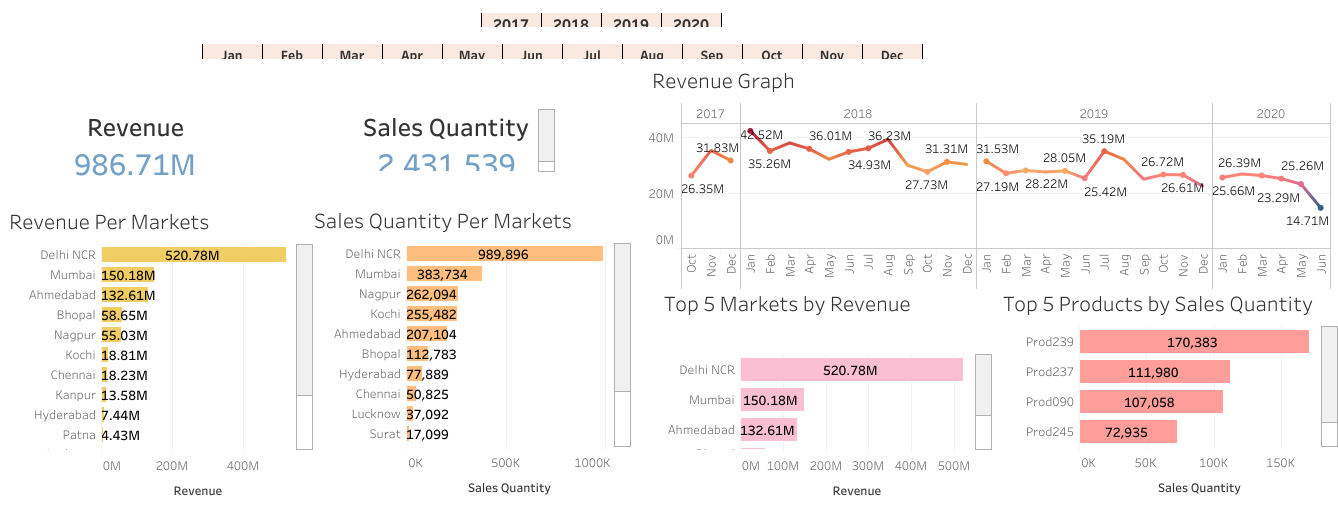 2017 2018 2019 2020
Jan Feb Mar Apr May Jun Jul Aug Sep Oct Nov Dec
Revenue Graph
Revenue
986.71M
Sales Quantity
2,431,539
2017 2018 2019 2020
40M
20M
0M
26.35M
31.83M
42.52M
35.26M
36.01M
34.93M
36.23M
27.73M
31.31M
31.53M
27.19M
28.22M
28.05M
25.42M
35.19M
26.72M
26.61M
25.66M
26.39M
23.29M
25.26M
14.71M
Oct Nov Dec Jan Feb Mar Apr May Jun Jul Aug Sep Oct Nov Dec Jan Feb Mar Apr May Jun Jul Aug Sep Oct Nov Dec Jan Feb Mar Apr May Jun
Revenue Per Markets
Delhi NCR 520.78M
Mumbai 150.18M
Ahmedabad 132.61M
Bhopal 58.65M
Nagpur 55.03M
Kochi 18.81M
Chennai 18.23M
Kanpur 13.58M
Hyderabad 7.44M
Patna 4.43M
0M 200M 400M
Revenue
Sales Quantity Per Markets
Delhi NCR 989,896
Mumbai 383,734
Nagpur 262,094
Kochi 255,482
Ahmedabad 207,104
Bhopal 112,783
Hyderabad 77,889
Chennai 50,825
Lucknow 37,092
Surat 17,099
0K 500K 1000K
Sales Quantity
Top 5 Markets by Revenue
Delhi NCR 520.78M
Mumbai 150.18M
Ahmedabad 132.61M
0M 100M 200M 300M 400M 500M
Revenue
Top 5 Products by Sales Quantity
Prod239 170,383
Prod237 111,980
Prod090 107,058
Prod245 72,935
0K 50K 100K 150K
Sales Quantity